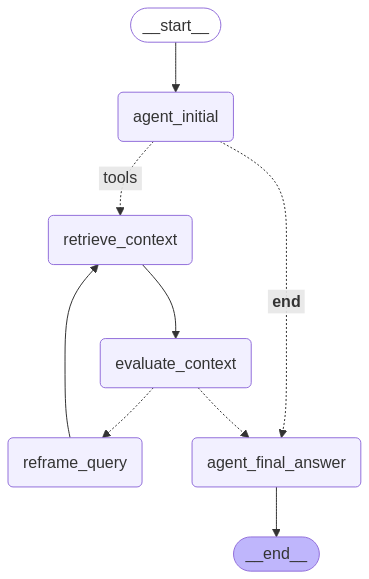 __start__
agent_initial
tools
retrieve_context
end
evaluate_context
reframe_query
agent_final_answer
__end__